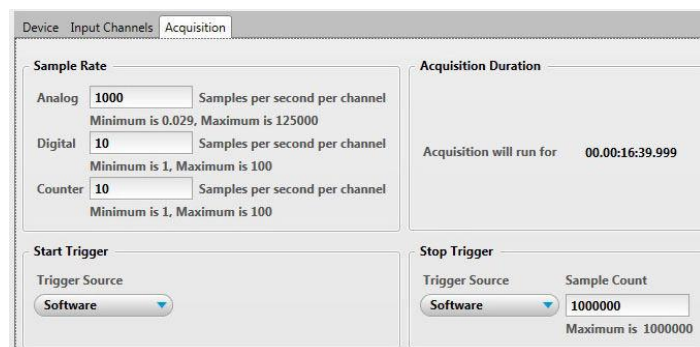 Device Input Channels Acquisition
Sample Rate
Analog 1000 Samples per second per channel
Minimum is 0.029, Maximum is 125000
Digital 10 Samples per second per channel
Minimum is 1, Maximum is 100
Counter 10 Samples per second per channel
Minimum is 1, Maximum is 100
Acquisition Duration
Acquisition will run for 00.00:16:39.999
Start Trigger
Trigger Source
Software
Stop Trigger
Trigger Source Sample Count
Software 1000000
Maximum is 1000000